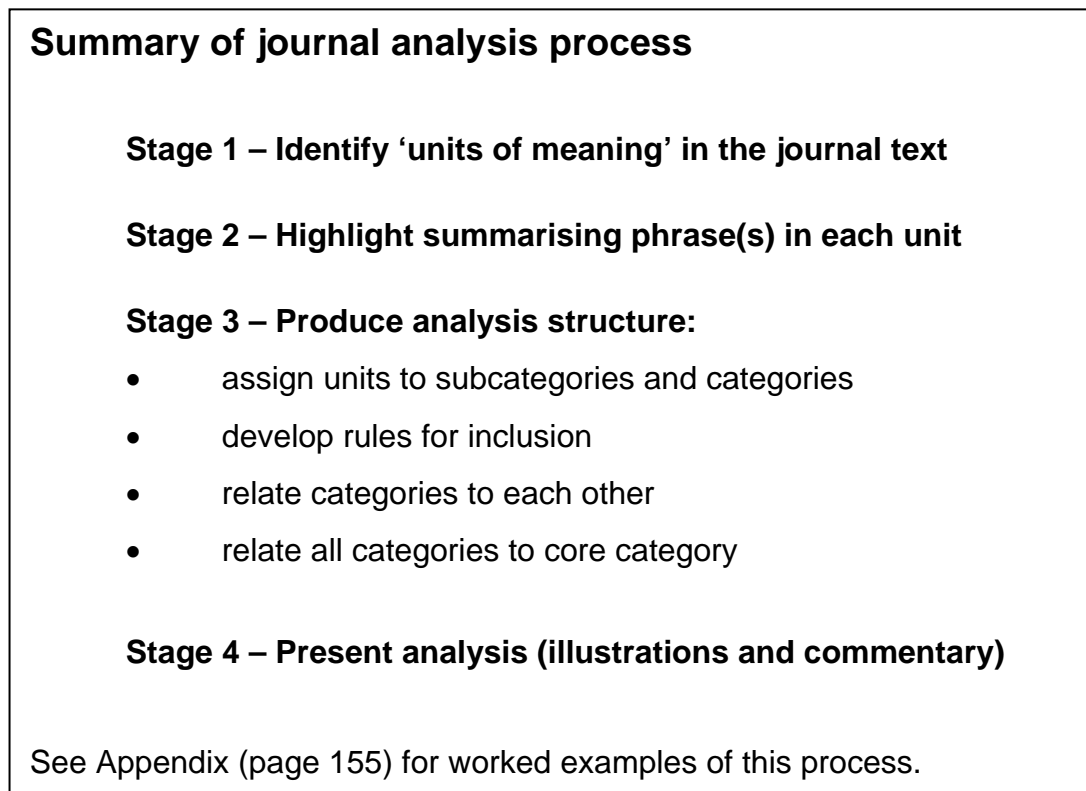 Summary of journal analysis process
Stage 1 – Identify ‘units of meaning’ in the journal text
Stage 2 – Highlight summarising phrase(s) in each unit
Stage 3 – Produce analysis structure:
• assign units to subcategories and categories
• develop rules for inclusion
• relate categories to each other
• relate all categories to core category
Stage 4 – Present analysis (illustrations and commentary)
See Appendix (page 155) for worked examples of this process.